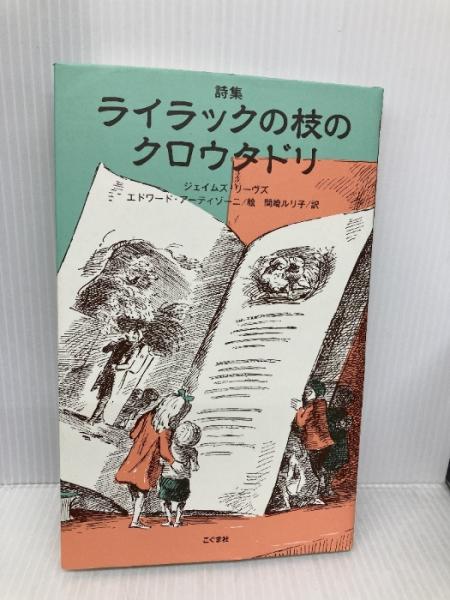 詩集
ライラックの枝の
クロウタドリ
ジェイムズ・リーヴズ
エドワード・アーディゾーニ/絵 間崎ルリ子/訳
こぐま社